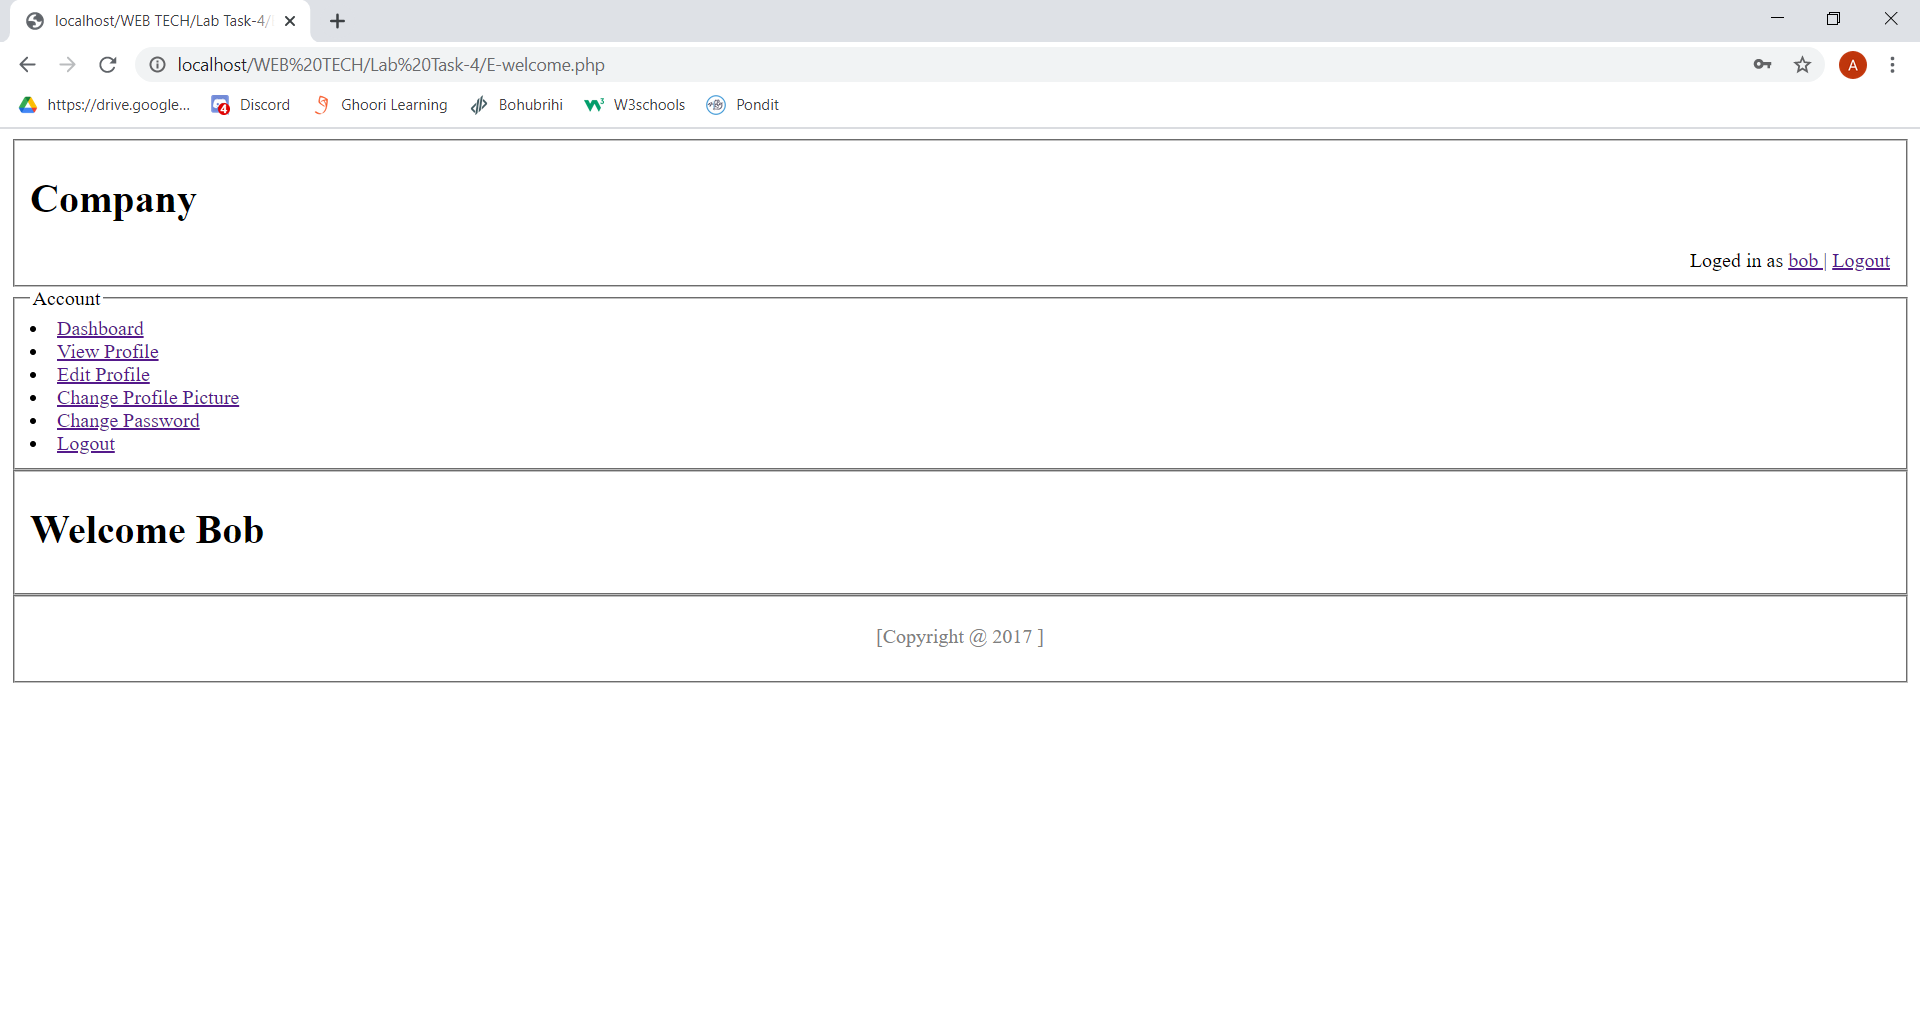 localhost/WEB TECH/Lab Task-4/
localhost/WEB%20TECH/Lab%20Task-4/E-welcome.php
A
https://drive.google...
4
Discord
Ghoori Learning
Bohubrihi
W3schools
Pondit
Company
Loged in as bob | Logout
Account
Dashboard
View Profile
Edit Profile
Change Profile Picture
Change Password
Logout
Welcome Bob
[Copyright @ 2017 ]